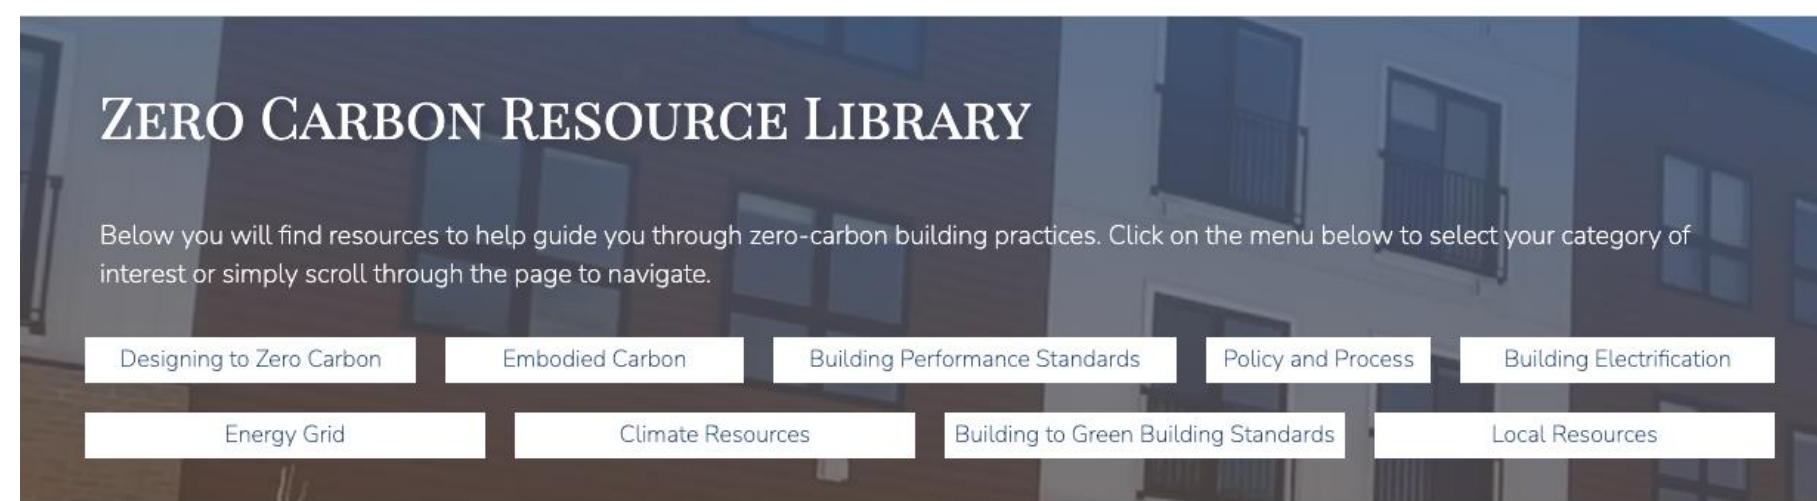 ZERO CARBON RESOURCE LIBRARY
Below you will find resources to help guide you through zero-carbon building practices. Click on the menu below to select your category of
interest or simply scroll through the page to navigate.
Designing to Zero Carbon
Embodied Carbon
Building Performance Standards
Policy and Process
Building Electrification
Energy Grid
Climate Resources
Building to Green Building Standards
Local Resources